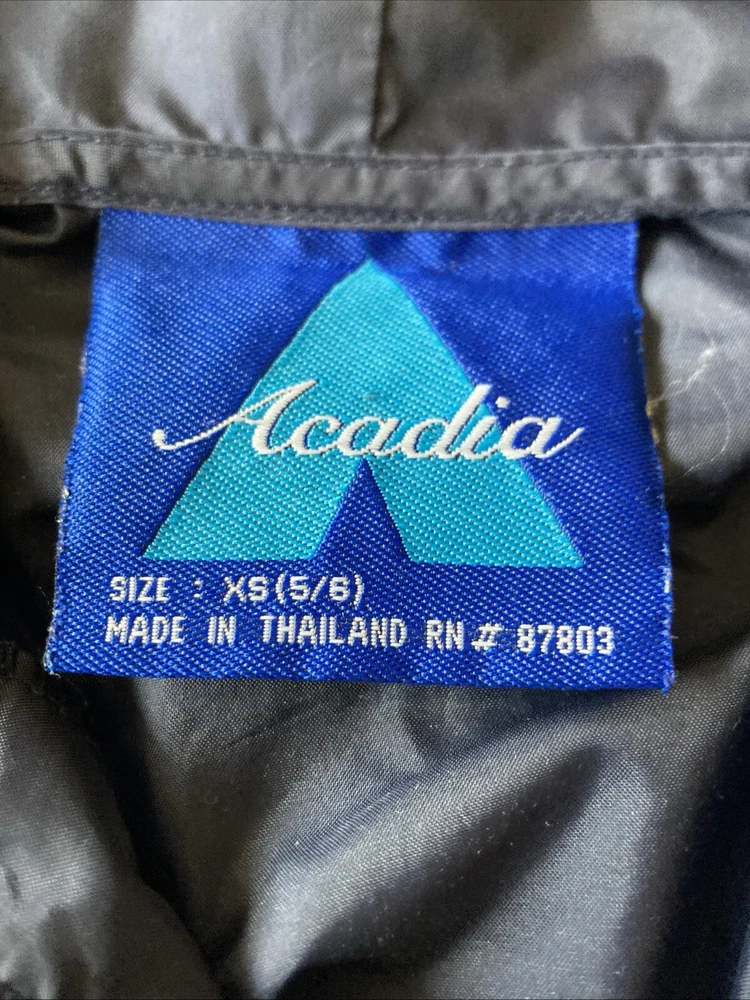 Acadia
SIZE : XS(5/6)
MADE IN THAILAND RN # 87803